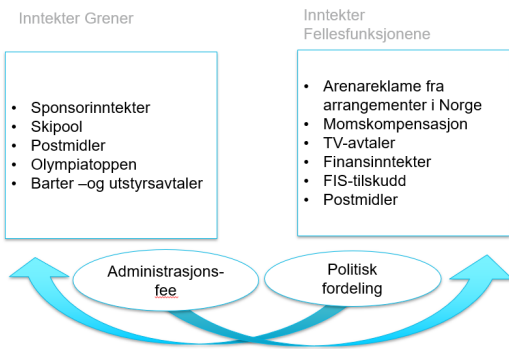 Inntekter Grener
Inntekter
Fellesfunksjonene
• Sponsorinntekter
• Skipool
• Postmidler
• Olympiatoppen
• Barter –og utstyrsavtaler
• Arenareklame fra
arrangementer i Norge
• Momskompensasjon
• TV-avtaler
• Finansinntekter
• FIS-tilskudd
• Postmidler
Administrasjons-
fee
Politisk
fordeling